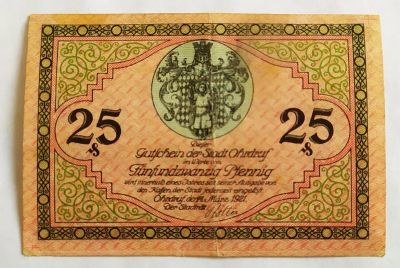 25 25
Dieser
Gutschein der Stadt Ohrdruf
im Werte von
Fünfundzwanzig Pfennig
wird innerhalb eines Jahres seit seiner Ausgabe von
den Kassen der Stadt jederzeit eingelöst.
Ohrdruf, den März 1921.
Der Stadtrat